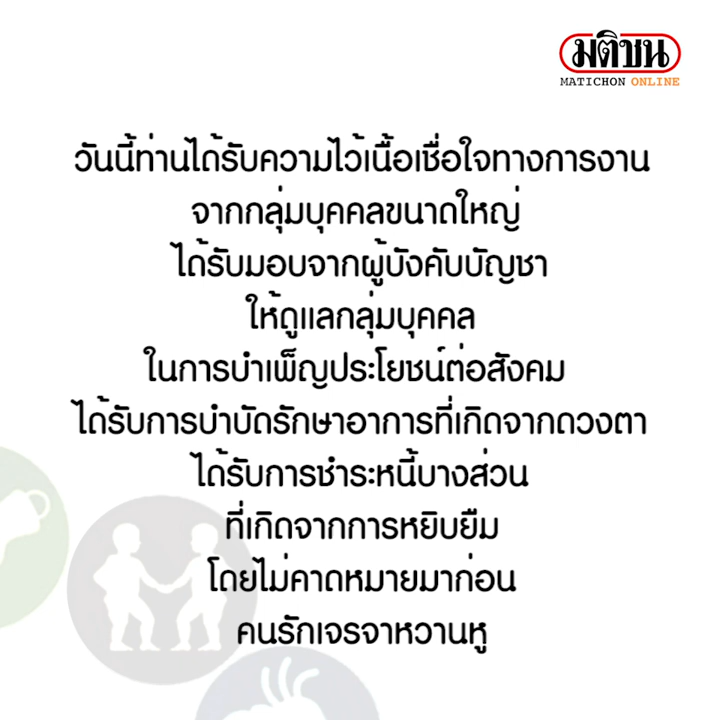 มติชน
MATICHON ONLINE
วันนี้ท่านได้รับความไว้เนื้อเชื่อใจทางการงาน
จากกลุ่มบุคคลขนาดใหญ่
ได้รับมอบจากผู้บังคับบัญชา
ให้ดูแลกลุ่มบุคคล
ในการบำเพ็ญประโยชน์ต่อสังคม
ได้รับการบำบัดรักษาอาการที่เกิดจากดวงตา
ได้รับการชำระหนี้บางส่วน
ที่เกิดจากการหยิบยืม
โดยไม่คาดหมายมาก่อน
คนรักเจรจาหวานหู